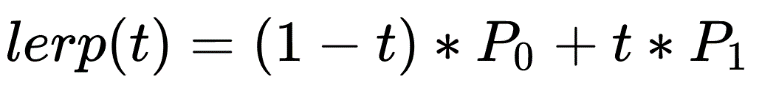 lerp(t) = (1 − t) ∗ P₀ + t ∗ P₁